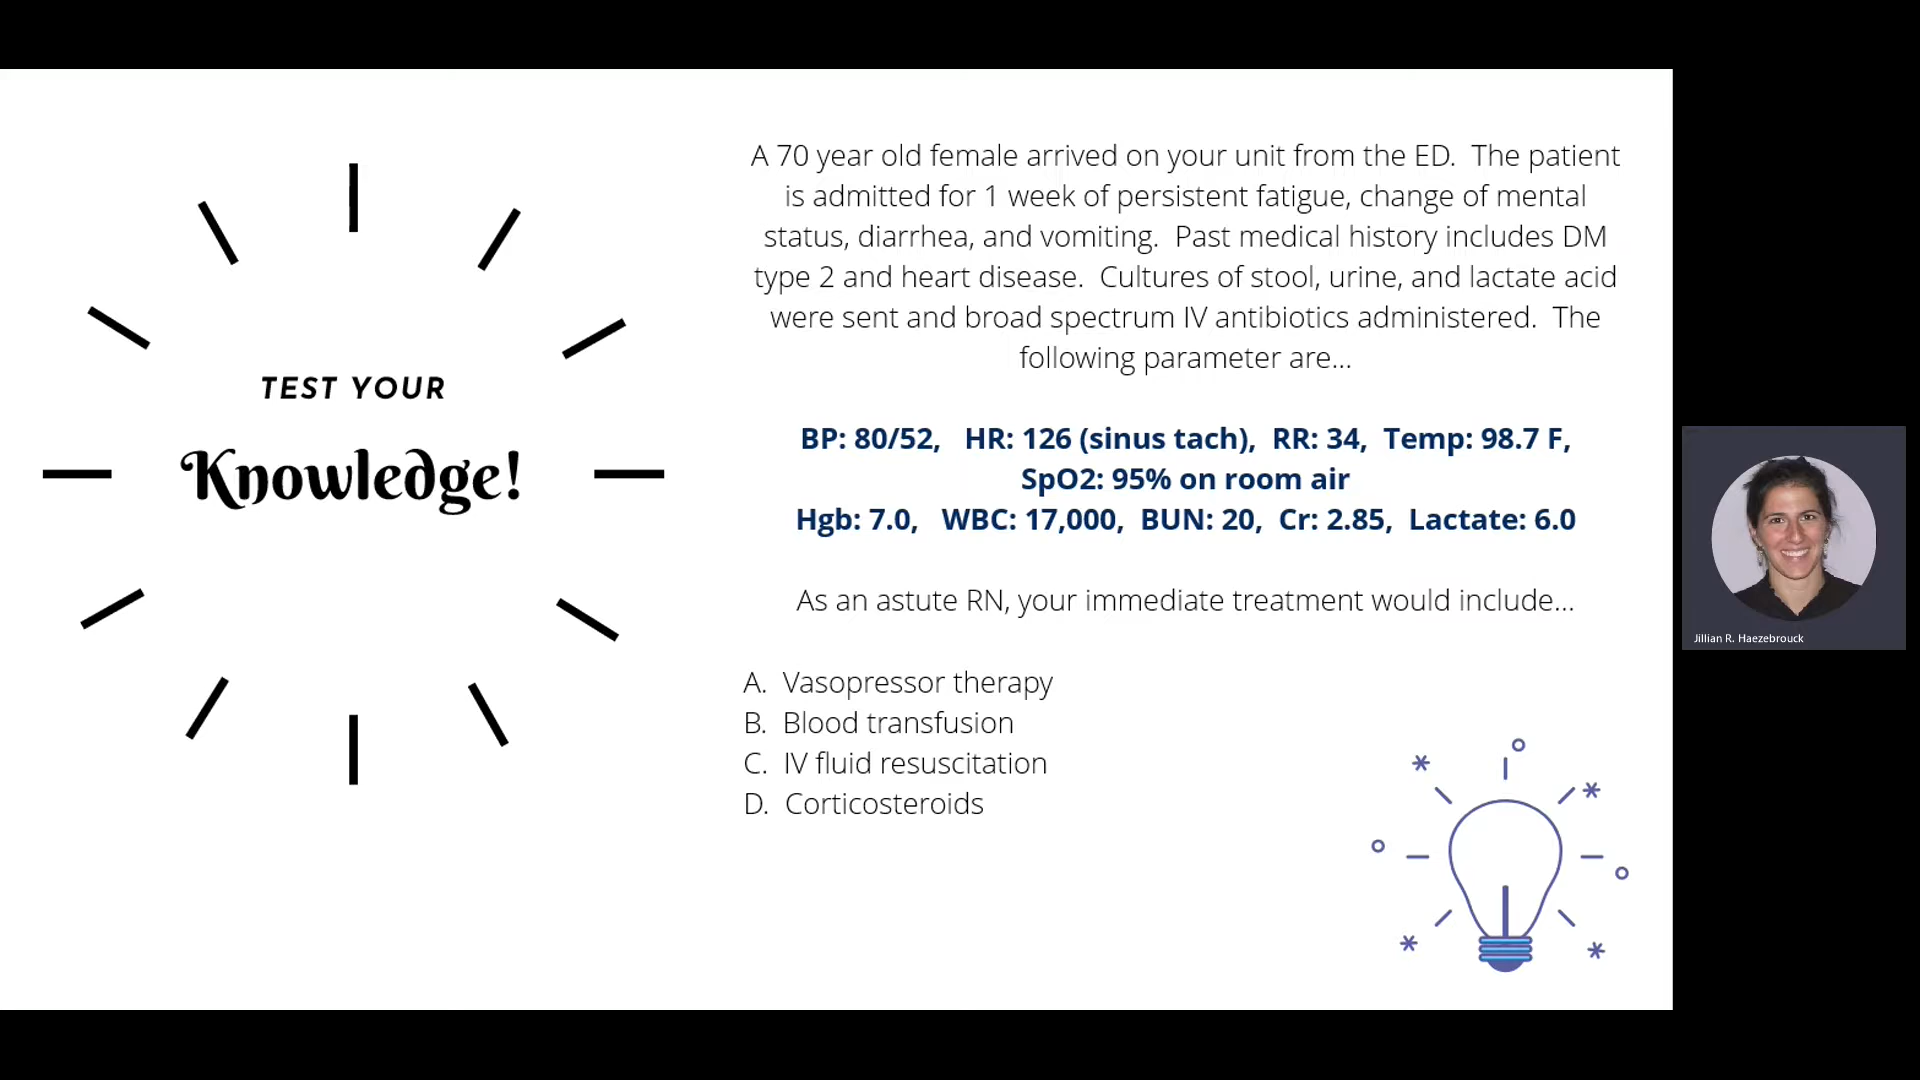 TEST YOUR
Knowledge!
A 70 year old female arrived on your unit from the ED. The patient
is admitted for 1 week of persistent fatigue, change of mental
status, diarrhea, and vomiting. Past medical history includes DM
type 2 and heart disease. Cultures of stool, urine, and lactate acid
were sent and broad spectrum IV antibiotics administered. The
following parameter are...
BP: 80/52, HR: 126 (sinus tach), RR: 34, Temp: 98.7 F,
SpO2: 95% on room air
Hgb: 7.0, WBC: 17,000, BUN: 20, Cr: 2.85, Lactate: 6.0
As an astute RN, your immediate treatment would include...
A. Vasopressor therapy
B. Blood transfusion
C. IV fluid resuscitation
D. Corticosteroids
Jillian R. Haezebrouck